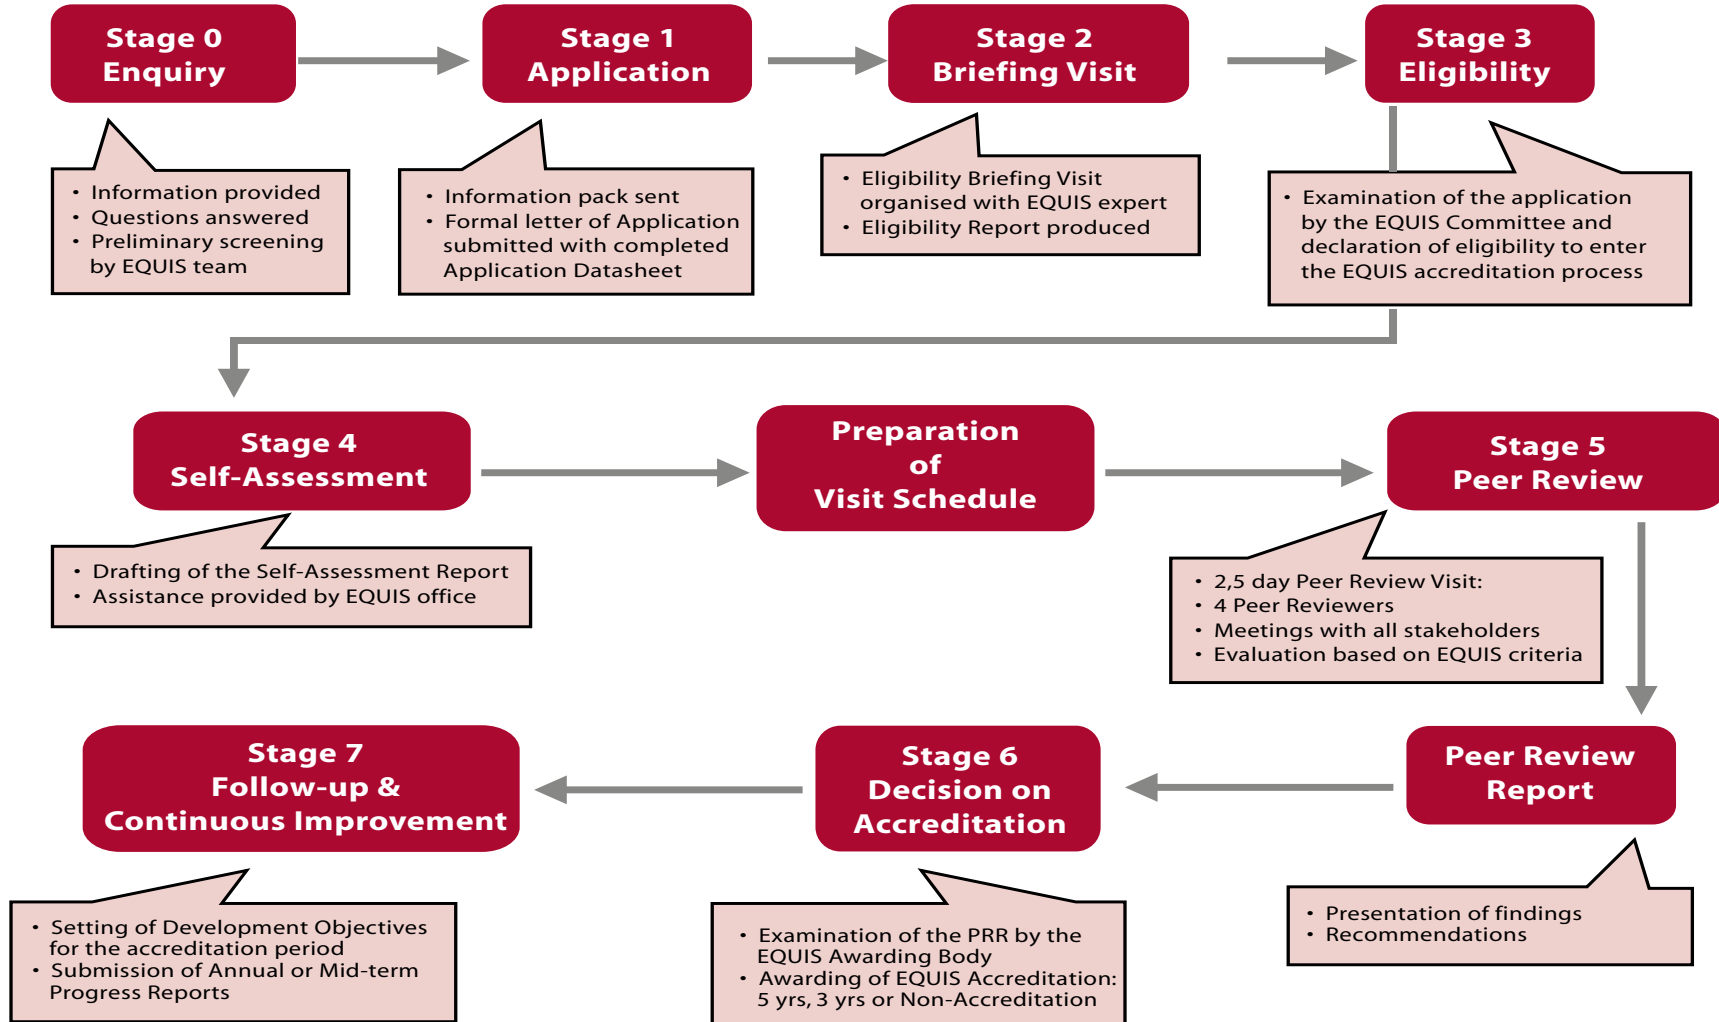 Stage 0
Enquiry
Stage 1
Application
Stage 2
Briefing Visit
Stage 3
Eligibility
• Information provided
• Questions answered
• Preliminary screening
by EQUIS team
• Information pack sent
• Formal letter of Application
submitted with completed
Application Datasheet
• Eligibility Briefing Visit
organised with EQUIS expert
• Eligibility Report produced
• Examination of the application
by the EQUIS Committee and
declaration of eligibility to enter
the EQUIS accreditation process
Stage 4
Self-Assessment
Preparation
of
Visit Schedule
Stage 5
Peer Review
• Drafting of the Self-Assessment Report
• Assistance provided by EQUIS office
• 2,5 day Peer Review Visit:
• 4 Peer Reviewers
• Meetings with all stakeholders
• Evaluation based on EQUIS criteria
Peer Review
Report
Stage 6
Decision on
Accreditation
Stage 7
Follow-up &
Continuous Improvement
• Presentation of findings
• Recommendations
• Examination of the PRR by the
EQUIS Awarding Body
• Awarding of EQUIS Accreditation:
5 yrs, 3 yrs or Non-Accreditation
• Setting of Development Objectives
for the accreditation period
• Submission of Annual or Mid-term
Progress Reports